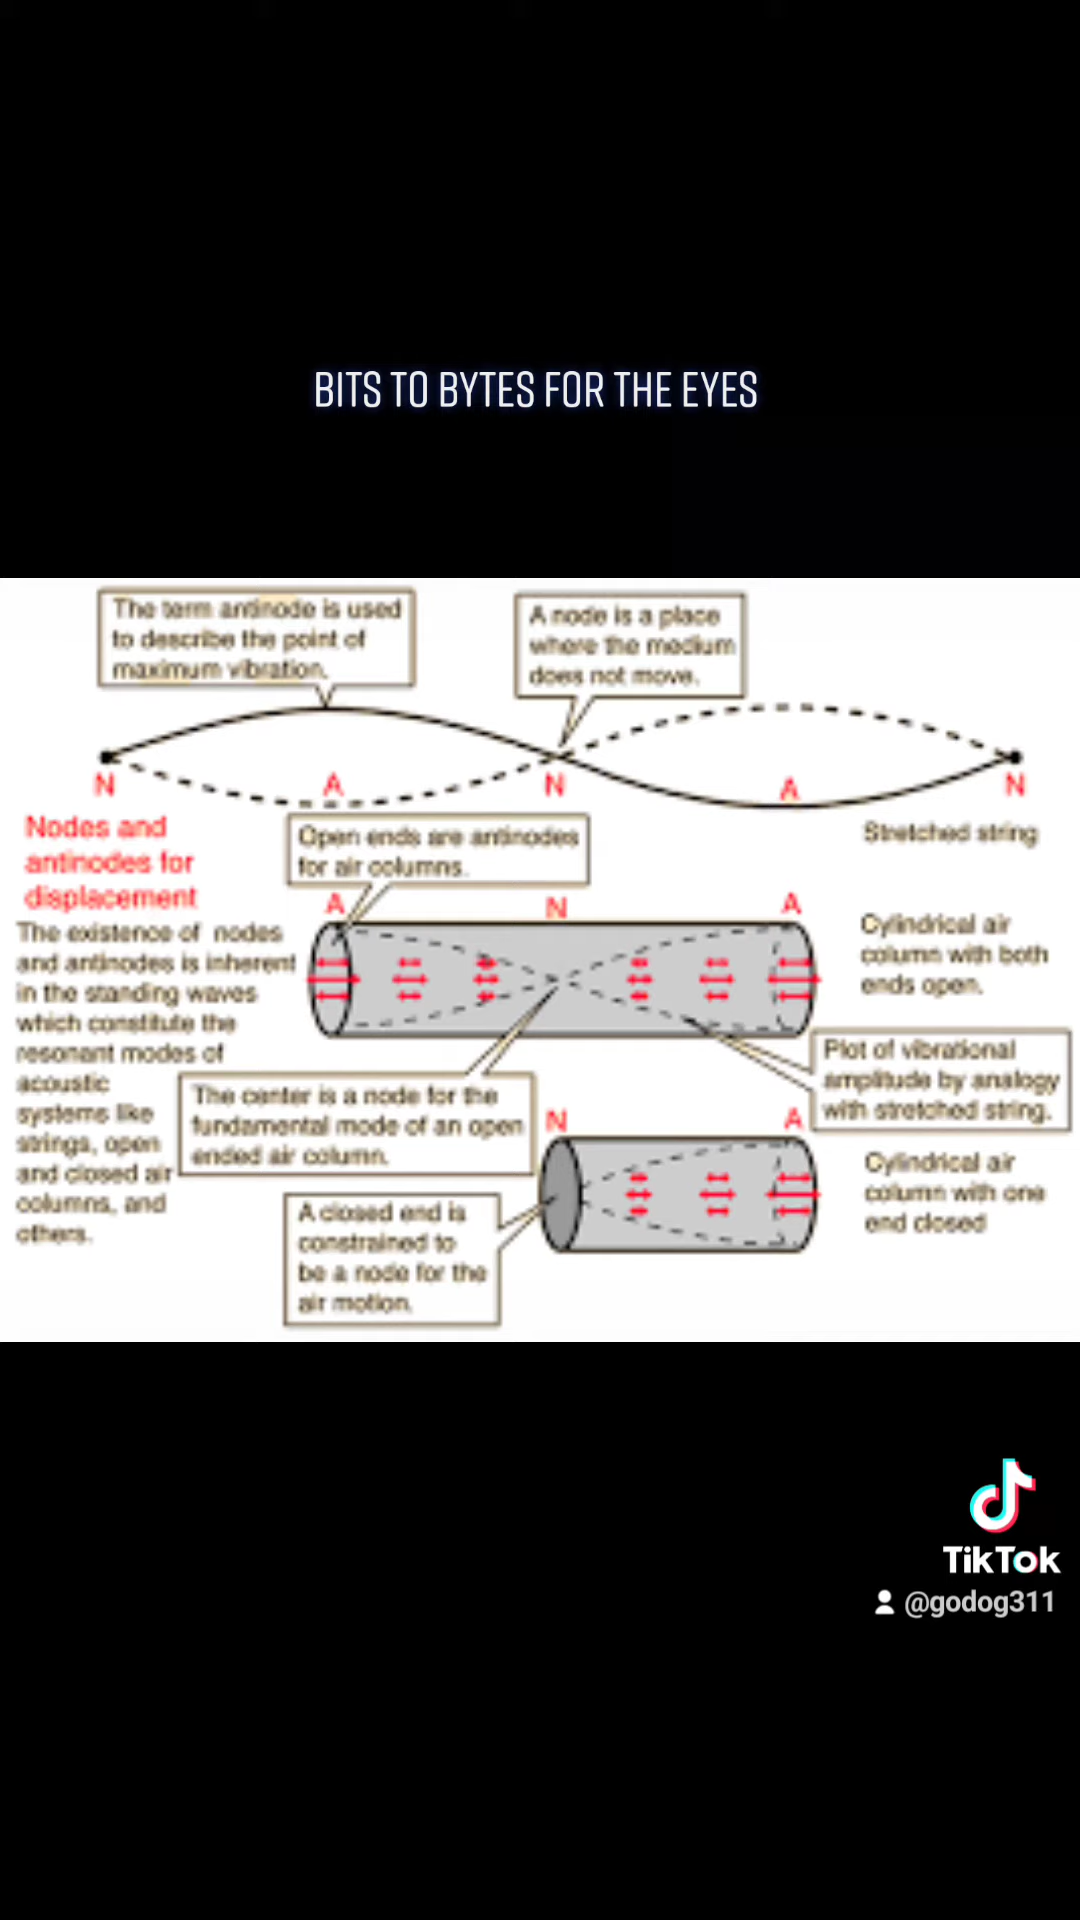 BITS TO BYTES FOR THE EYES
The term antinode is used
to describe the point of
maximum vibration.
A node is a place
where the medium
does not move.
N
A
N
A
N
Nodes and
antinodes for
displacement
Open ends are antinodes
for air columns.
Stretched string
A
N
A
The existence of nodes
and antinodes is inherent
in the standing waves
which constitute the
resonant modes of
acoustic
systems like
strings, open
and closed air
columns, and
others.
Cylindrical air
column with both
ends open.
Plot of vibrational
amplitude by analogy
with stretched string.
The center is a node for the
fundamental mode of an open
ended air column.
N
A
Cylindrical air
column with one
end closed
A closed end is
constrained to
be a node for the
air motion.
TikTok
@godog311